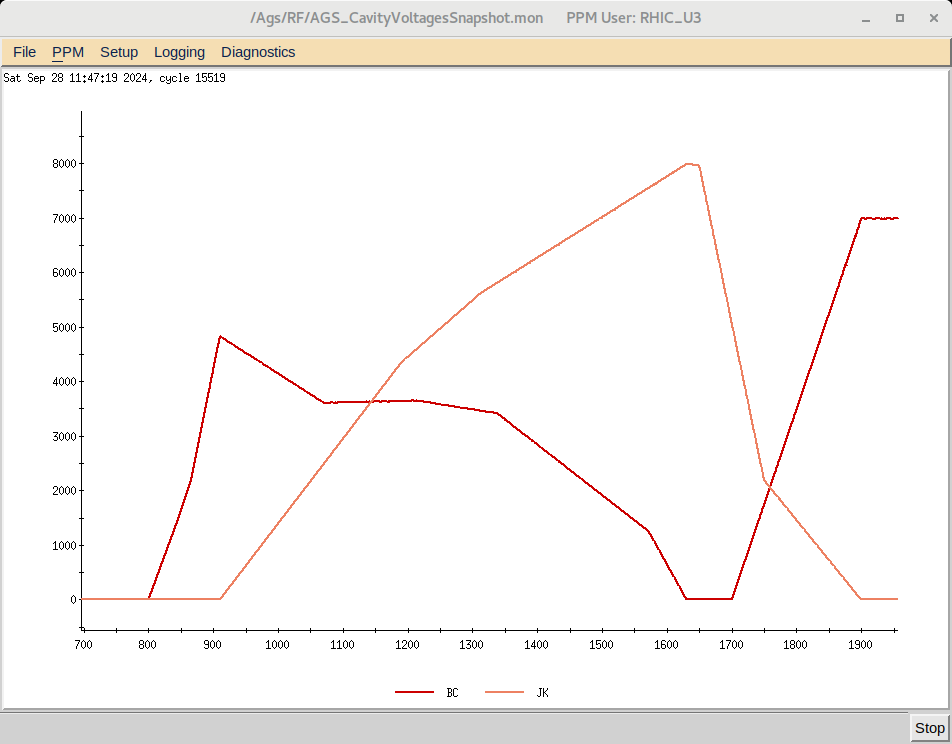 /Ags/RF/AGS_CavityVoltagesSnapshot.mon PPM User: RHIC_U3
File PPM Setup Logging Diagnostics
Sat Sep 28 11:47:19 2024, cycle 15519
8000
7000
6000
5000
4000
3000
2000
1000
0
700 800 900 1000 1100 1200 1300 1400 1500 1600 1700 1800 1900
BC JK
Stop